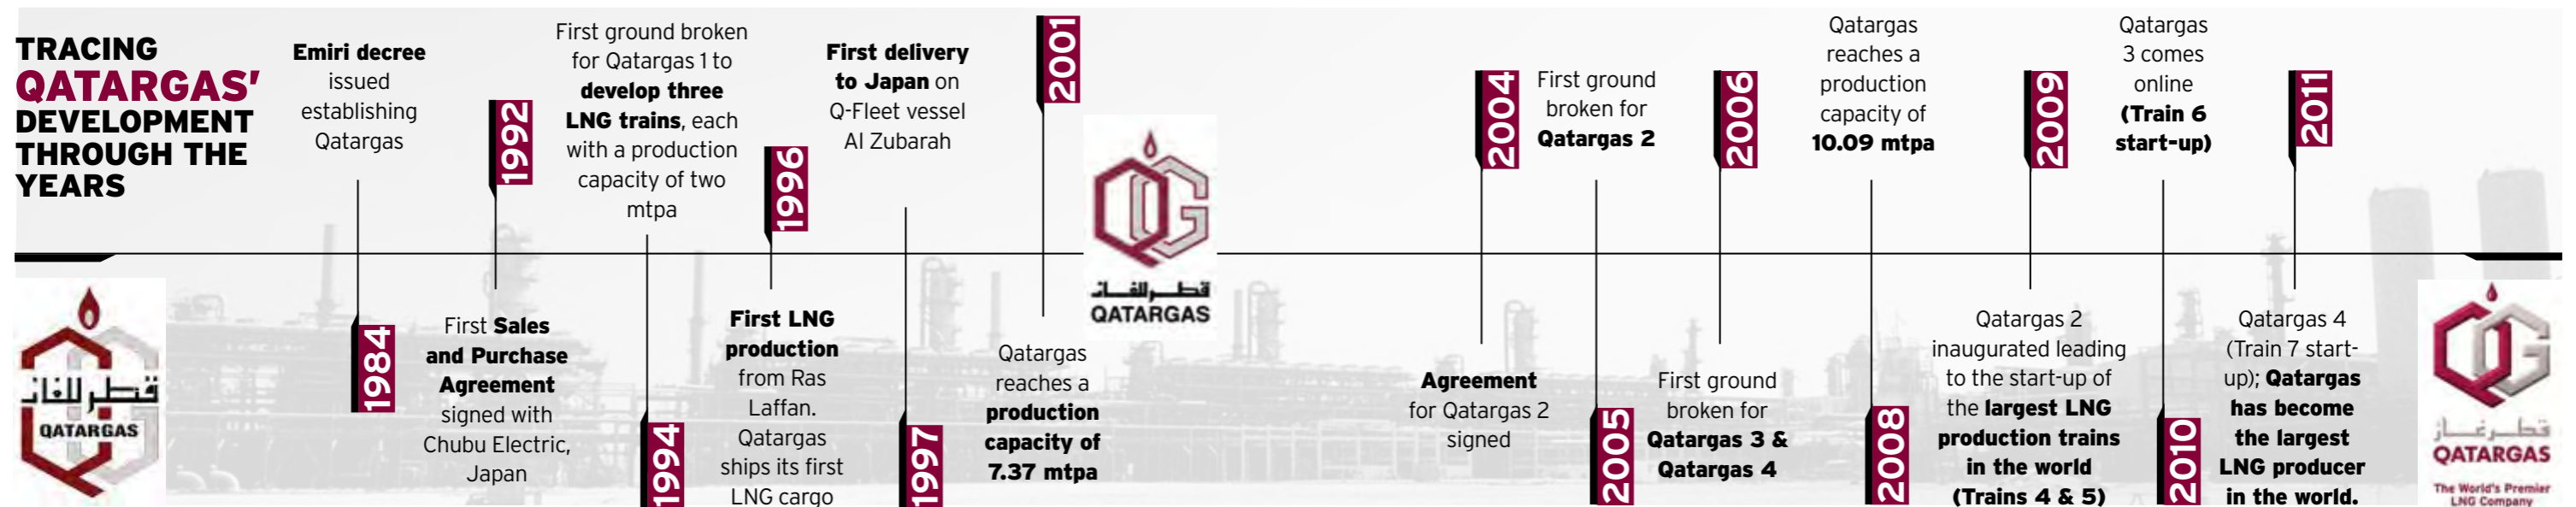 TRACING
QATARGAS'
DEVELOPMENT
THROUGH THE
YEARS
قطر للغاز
QATARGAS
Emiri decree
issued
establishing
Qatargas
1984
1992
First Sales
and Purchase
Agreement
signed with
Chubu Electric,
Japan
First ground broken
for Qatargas 1 to
develop three
LNG trains, each
with a production
capacity of two
mtpa
1994
1996
First LNG
production
from Ras
Laffan.
Qatargas
ships its first
LNG cargo
First delivery
to Japan on
Q-Fleet vessel
Al Zubarah
1997
2001
Qatargas
reaches a
production
capacity of
7.37 mtpa
قطر للغاز
QATARGAS
2004
Agreement
for Qatargas 2
signed
First ground
broken for
Qatargas 2
2005
2006
First ground
broken for
Qatargas 3 &
Qatargas 4
Qatargas
reaches a
production
capacity of
10.09 mtpa
2008
2009
Qatargas 2
inaugurated leading
to the start-up of
the largest LNG
production trains
in the world
(Trains 4 & 5)
Qatargas
3 comes
online
(Train 6
start-up)
2010
2011
Qatargas 4
(Train 7 start-
up); Qatargas
has become
the largest
LNG producer
in the world.
قطر غاز
QATARGAS
The World's Premier
LNG Company